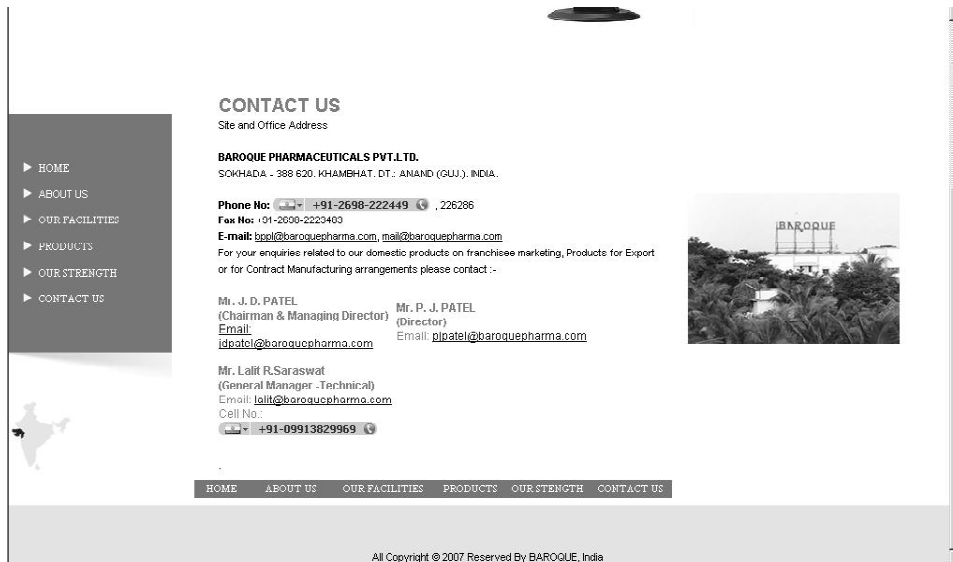 CONTACT US
Site and Office Address
BAROQUE PHARMACEUTICALS PVT.LTD.
SOKHADA - 388 620. KHAMBHAT. DT.: ANAND (GUJ.). INDIA.
Phone No: +91-2698-222449 , 226286
Fax No: +91-2698-2223483
E-mail: bppl@baroquepharma.com, mail@baroquepharma.com
For your enquiries related to our domestic products on franchisee marketing, Products for Export
or for Contract Manufacturing arrangements please contact :-
Mr. J. D. PATEL
(Chairman & Managing Director)
Email:
jdpatel@baroquepharma.com
Mr. P. J. PATEL
(Director)
Email: pjpatel@baroquepharma.com
Mr. Lalit R.Saraswat
(General Manager -Technical)
Email: lalit@baroquepharma.com
Cell No.:
+91-09913829969
.
HOME
ABOUT US
OUR FACILITIES
PRODUCTS
OUR STRENGTH
CONTACT US
BAROQUE
HOME ABOUT US OUR FACILITIES PRODUCTS OUR STENGTH CONTACT US
All Copyright © 2007 Reserved By BAROQUE, India